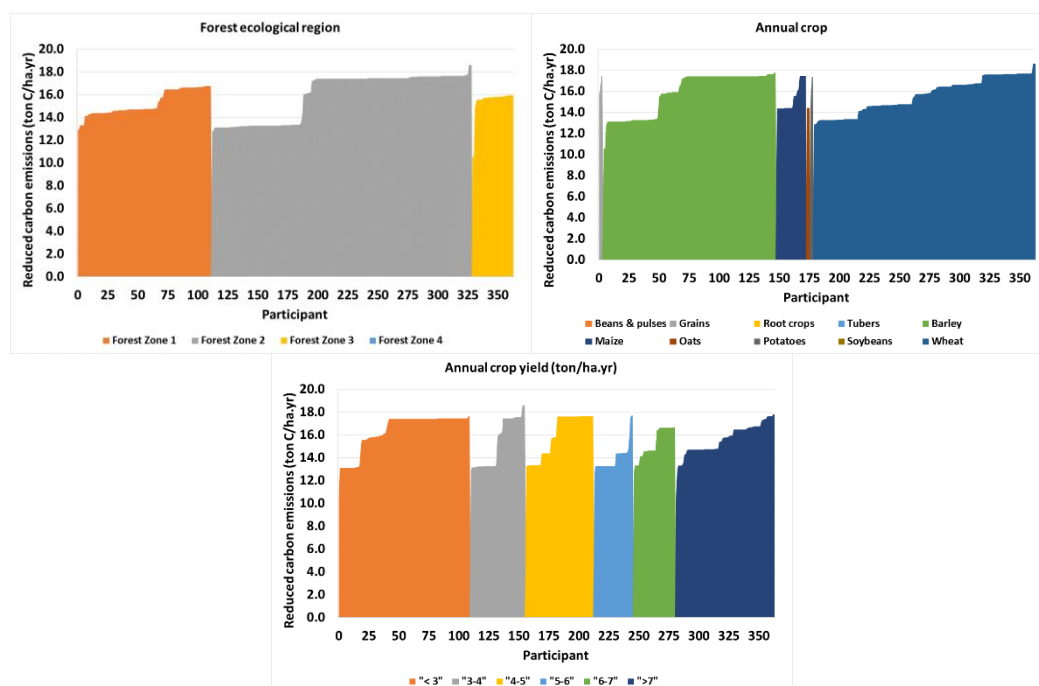 Forest ecological region
Reduced carbon emissions (ton C/ha.yr)
20.0
18.0
16.0
14.0
12.0
10.0
8.0
6.0
4.0
2.0
0.0
0 25 50 75 100 125 150 175 200 225 250 275 300 325 350
Participant
Forest Zone 1 Forest Zone 2 Forest Zone 3 Forest Zone 4
Annual crop
Reduced carbon emissions (ton C/ha.yr)
20.0
18.0
16.0
14.0
12.0
10.0
8.0
6.0
4.0
2.0
0.0
0 25 50 75 100 125 150 175 200 225 250 275 300 325 350
Participant
Beans & pulses Grains Root crops Tubers Barley
Maize Oats Potatoes Soybeans Wheat
Annual crop yield (ton/ha.yr)
Reduced carbon emissions (ton C/ha.yr)
20.0
18.0
16.0
14.0
12.0
10.0
8.0
6.0
4.0
2.0
0.0
0 25 50 75 100 125 150 175 200 225 250 275 300 325 350
Participant
"< 3" "3-4" "4-5" "5-6" "6-7" ">7"